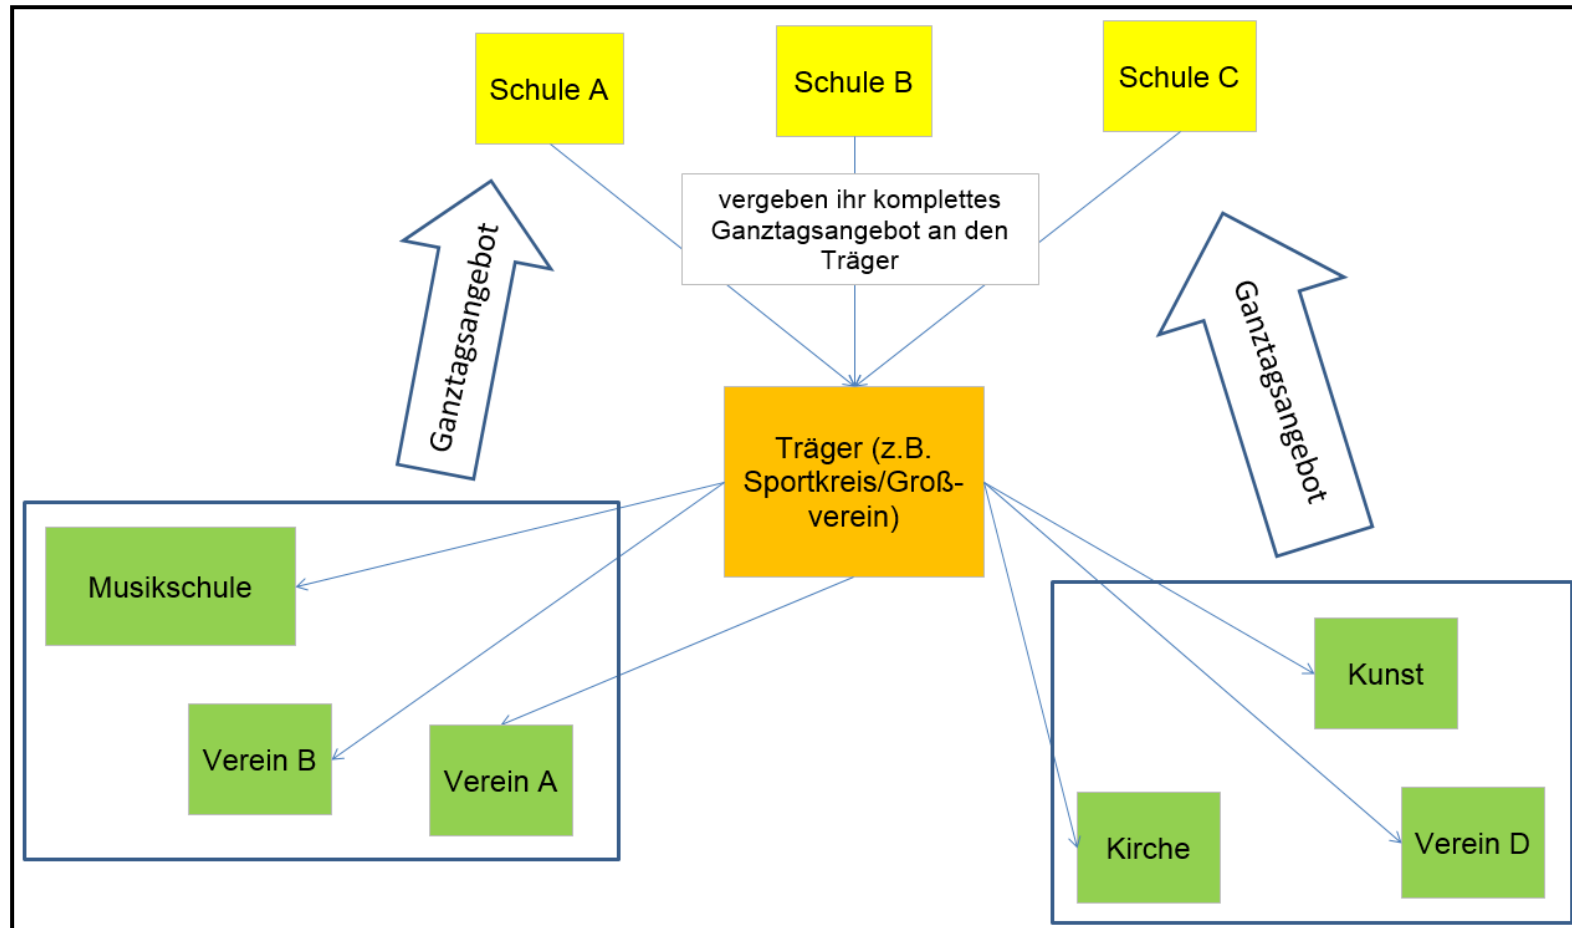 Schule A
Schule B
Schule C
vergeben ihr komplettes
Ganztagsangebot an den
Träger
Ganztagsangebot
Ganztagsangebot
Träger (z.B.
Sportkreis/Groß-
verein)
Musikschule
Verein B
Verein A
Kunst
Kirche
Verein D